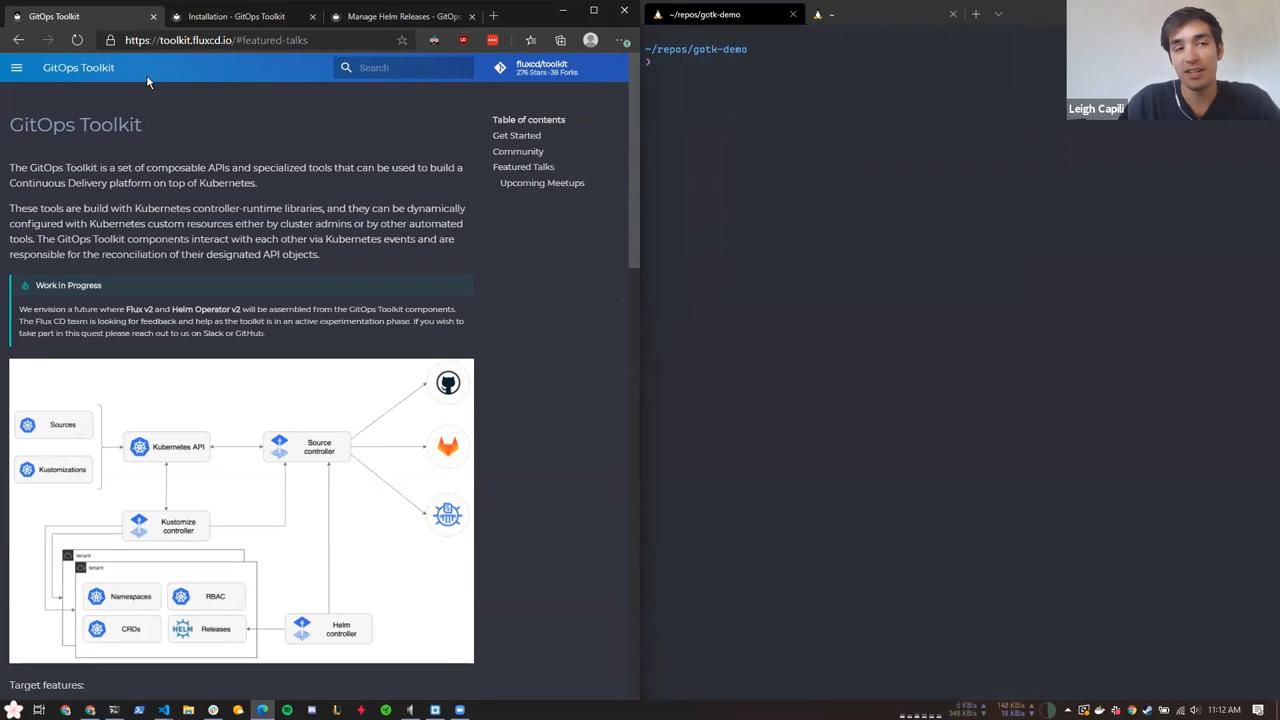 GitOps Toolkit
Installation - GitOps Toolkit
Manage Helm Releases - GitOps
https://toolkit.fluxcd.io/#featured-talks
GitOps Toolkit
Search
fluxcd/toolkit
276 Stars · 38 Forks
GitOps Toolkit
The GitOps Toolkit is a set of composable APIs and specialized tools that can be used to build a
Continuous Delivery platform on top of Kubernetes.
These tools are build with Kubernetes controller-runtime libraries, and they can be dynamically
configured with Kubernetes custom resources either by cluster admins or by other automated
tools. The GitOps Toolkit components interact with each other via Kubernetes events and are
responsible for the reconciliation of their designated API objects.
Work in Progress
We envision a future where Flux v2 and Helm Operator v2 will be assembled from the GitOps Toolkit components.
The Flux CD team is looking for feedback and help as the toolkit is in an active experimentation phase. If you wish to
take part in this quest please reach out to us on Slack or GitHub.
Table of contents
Get Started
Community
Featured Talks
Upcoming Meetups
Sources
Kustomizations
Kubernetes API
Source
controller
Kustomize
controller
tenant
tenant
Namespaces
RBAC
CRDs
HELM
Releases
Helm
controller
Target features:
~/repos/gotk-demo
~
~/repos/gotk-demo
❯
Leigh Capili
11:12 AM